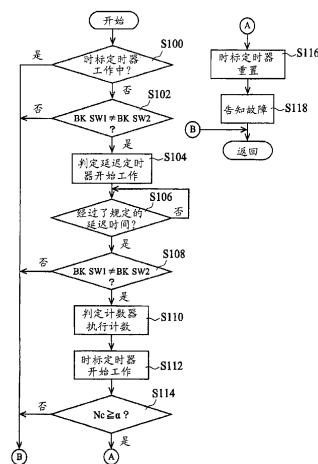 开始
S100
时标定时器
工作中?
是
否
S102
BK SW1≠BK SW2
?
否
是
S104
判定延迟定时
器开始工作
S106
经过了规定的
延迟时间?
否
是
S108
BK SW1≠BK SW2
?
否
是
S110
判定计数器
执行计数
S112
时标定时器
开始工作
S114
Nc≧α?
否
是
B
A
A
S116
时标定时器
重置
S118
告知故障
B
返回